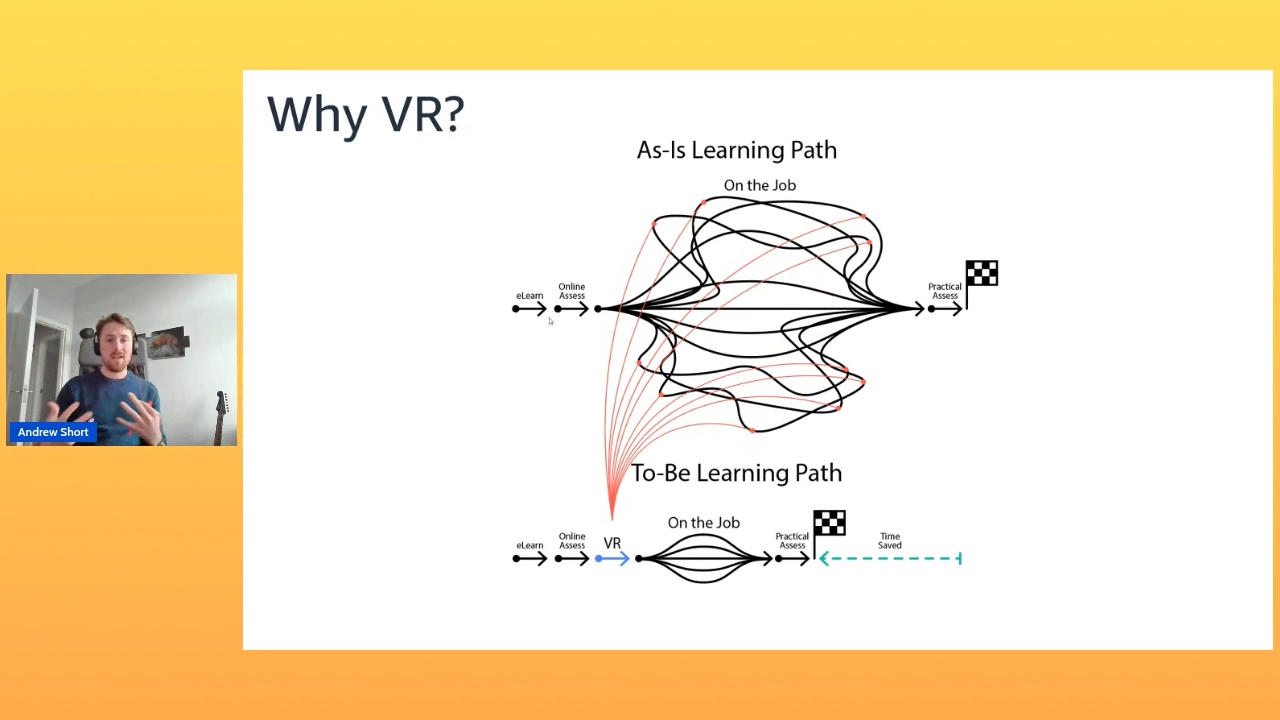 Why VR?
As-Is Learning Path
On the Job
eLearn
Online
Assess
Practical
Assess
Andrew Short
To-Be Learning Path
eLearn
Online
Assess
VR
On the Job
Practical
Assess
Time
Saved